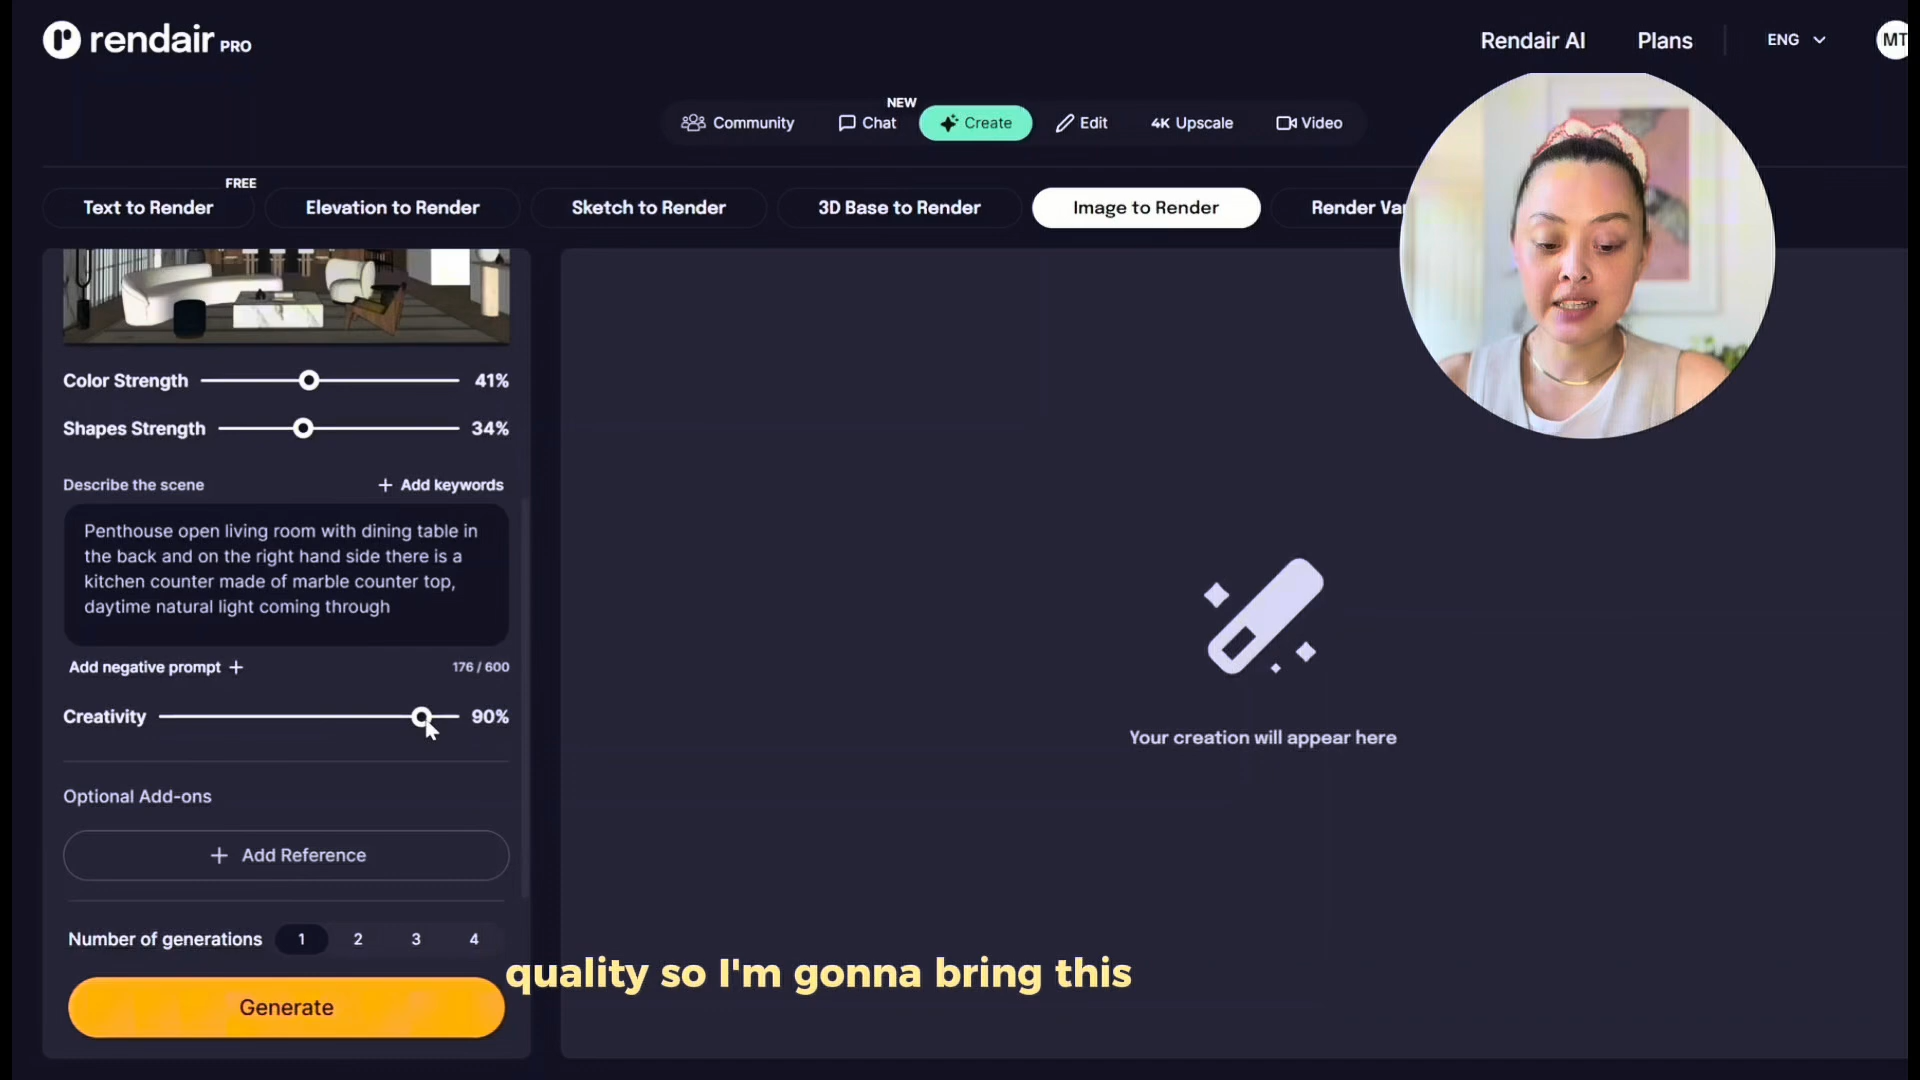 rendair PRO
Rendair AI
Plans
ENG
MT
Community
NEW
Chat
Create
Edit
4K Upscale
Video
FREE
Text to Render
Elevation to Render
Sketch to Render
3D Base to Render
Image to Render
Color Strength
41%
Shapes Strength
34%
Describe the scene
+ Add keywords
Penthouse open living room with dining table in
the back and on the right hand side there is a
kitchen counter made of marble counter top,
daytime natural light coming through
Add negative prompt +
176 / 600
Creativity
90%
Optional Add-ons
+ Add Reference
Number of generations
1
2
3
4
Generate
Your creation will appear here
quality so I'm gonna bring this